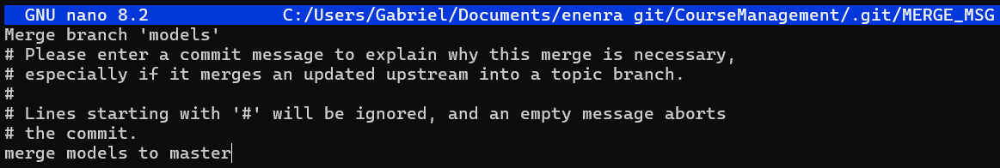 GNU nano 8.2 C:/Users/Gabriel/Documents/enenra git/CourseManagement/.git/MERGE_MSG
Merge branch 'models'
# Please enter a commit message to explain why this merge is necessary,
# especially if it merges an updated upstream into a topic branch.
#
# Lines starting with '#' will be ignored, and an empty message aborts
# the commit.
merge models to master